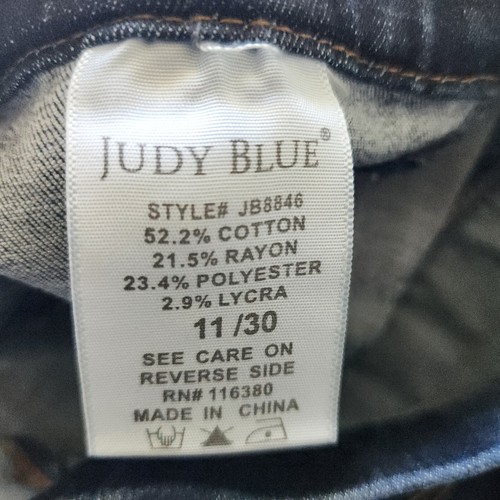 JUDY BLUE®
STYLE# JB8846
52.2% COTTON
21.5% RAYON
23.4% POLYESTER
2.9% LYCRA
11 /30
SEE CARE ON
REVERSE SIDE
RN# 116380
MADE IN CHINA